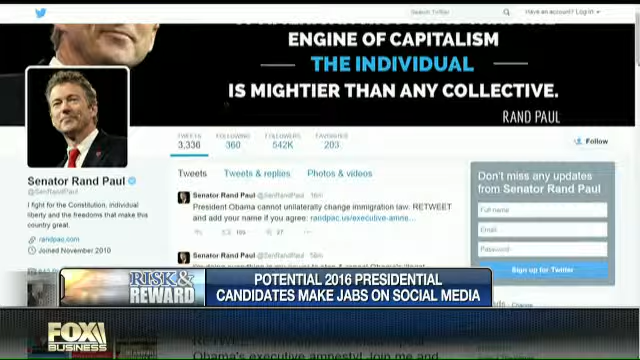 Search Twitter
Have an account? Log in
ENGINE OF CAPITALISM
THE INDIVIDUAL
IS MIGHTIER THAN ANY COLLECTIVE.
RAND PAUL
TWEETS FOLLOWING FOLLOWERS FAVORITES
3,336 360 542K 203
Follow
Senator Rand Paul
@SenRandPaul
I fight for the Constitution, individual
liberty and the freedoms that make this
country great.
randpac.com
Joined November 2010
Tweets Tweets & replies Photos & videos
Senator Rand Paul @SenRandPaul 16m
President Obama cannot unilaterally change immigration law. RETWEET
and add your name if you agree: randpac.us/executive-amne...
Senator Rand Paul @SenRandPaul
Don't miss any updates
from Senator Rand Paul
Full name
Email
Password
Sign up for Twitter
RISK &
REWARD
POTENTIAL 2016 PRESIDENTIAL
CANDIDATES MAKE JABS ON SOCIAL MEDIA
FOX
BUSINESS
Obama's executive amnesty! Join me and